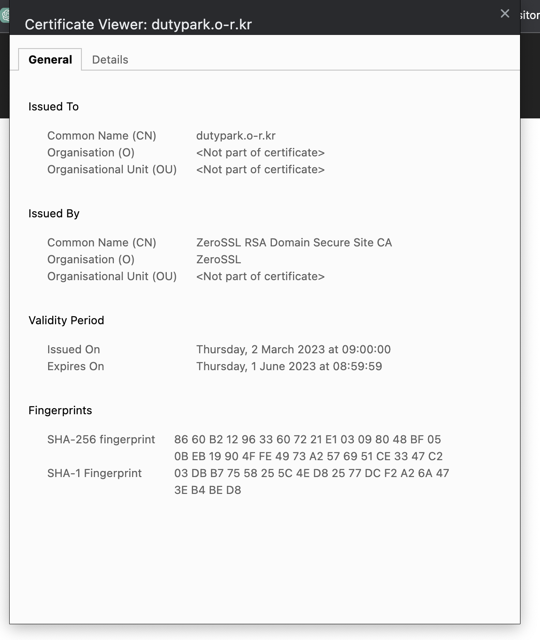 Certificate Viewer: dutypark.o-r.kr
sitor
General Details
Issued To
Common Name (CN) dutypark.o-r.kr
Organisation (O) <Not part of certificate>
Organisational Unit (OU) <Not part of certificate>
Issued By
Common Name (CN) ZeroSSL RSA Domain Secure Site CA
Organisation (O) ZeroSSL
Organisational Unit (OU) <Not part of certificate>
Validity Period
Issued On Thursday, 2 March 2023 at 09:00:00
Expires On Thursday, 1 June 2023 at 08:59:59
Fingerprints
SHA-256 fingerprint 86 60 B2 12 96 33 60 72 21 E1 03 09 80 48 BF 05
0B EB 19 90 4F FE 49 73 A2 57 69 51 CE 33 47 C2
SHA-1 Fingerprint 03 DB B7 75 58 25 5C 4E D8 25 77 DC F2 A2 6A 47
3E B4 BE D8